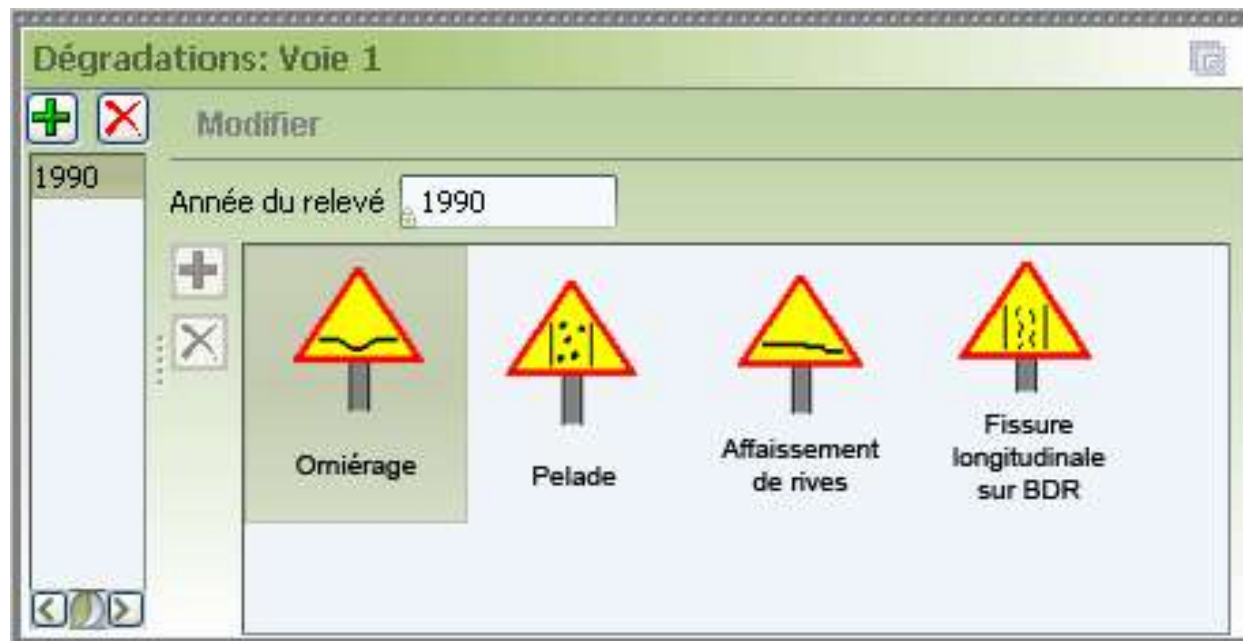 Dégradations: Voie 1
Modifier
1990
Année du relevé 1990
Orniérage
Pelade
Affaissement
de rives
Fissure
longitudinale
sur BDR